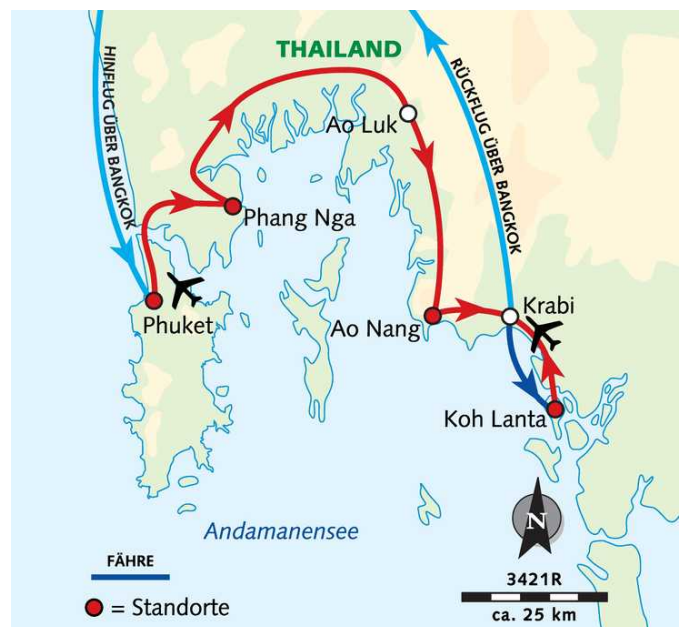 THAILAND
HINFLUG ÜBER BANGKOK
RÜCKFLUG ÜBER BANGKOK
Ao Luk
Phang Nga
Phuket
Ao Nang
Krabi
Koh Lanta
Andamanensee
N
FÄHRE
= Standorte
3421R
ca. 25 km